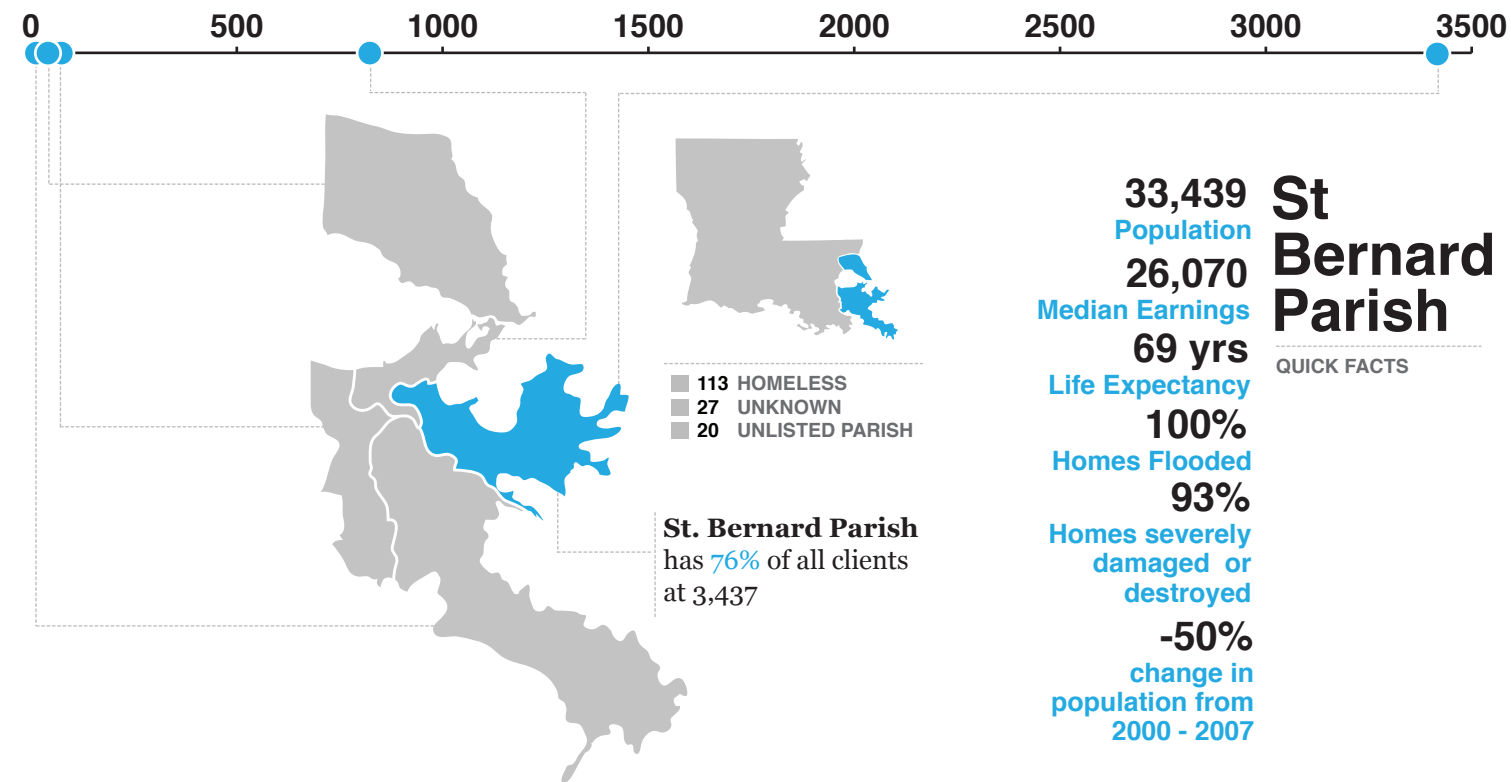 0 500 1000 1500 2000 2500 3000 3500
113 HOMELESS
27 UNKNOWN
20 UNLISTED PARISH
St. Bernard Parish
has 76% of all clients
at 3,437
33,439
Population
26,070
Median Earnings
69 yrs
Life Expectancy
100%
Homes Flooded
93%
Homes severely
damaged or
destroyed
-50%
change in
population from
2000 - 2007
St
Bernard
Parish
QUICK FACTS